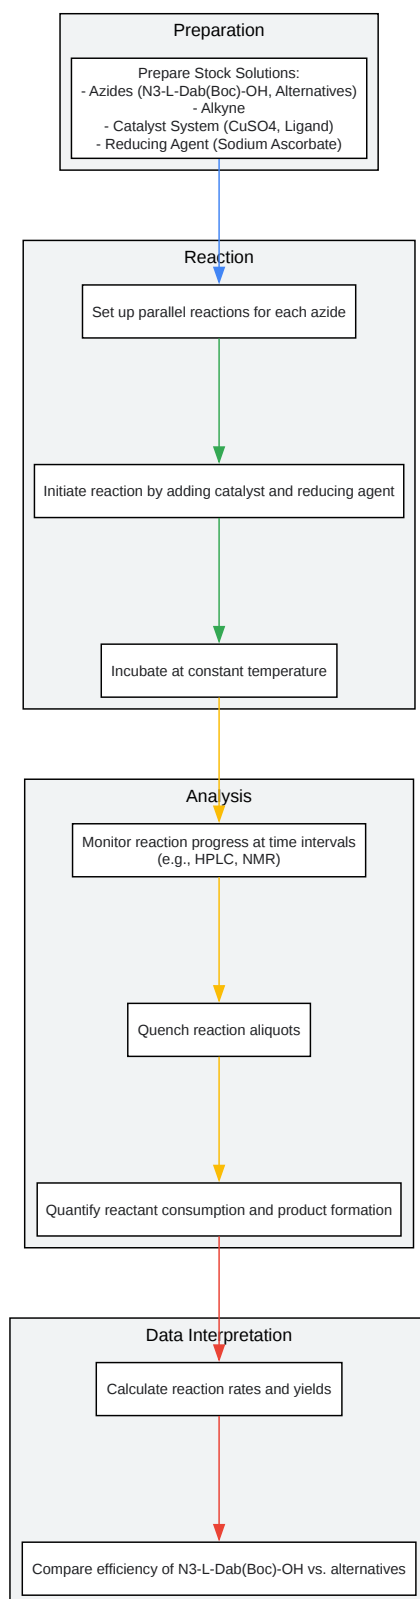 Preparation
Prepare Stock Solutions:
- Azides (N3-L-Dab(Boc)-OH, Alternatives)
- Alkyne
- Catalyst System (CuSO4, Ligand)
- Reducing Agent (Sodium Ascorbate)
Reaction
Set up parallel reactions for each azide
Initiate reaction by adding catalyst and reducing agent
Incubate at constant temperature
Analysis
Monitor reaction progress at time intervals
(e.g., HPLC, NMR)
Quench reaction aliquots
Quantify reactant consumption and product formation
Data Interpretation
Calculate reaction rates and yields
Compare efficiency of N3-L-Dab(Boc)-OH vs. alternatives